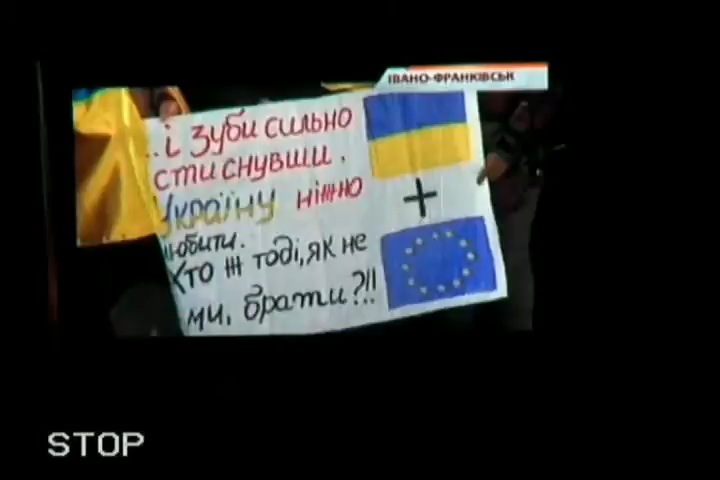 ІВАНО-ФРАНКІВСЬК
..і зуби сильно
стиснувши.
Україну ніжно
любити.
Хто ж тоді, як не
ми, брати?!!
+
STOP